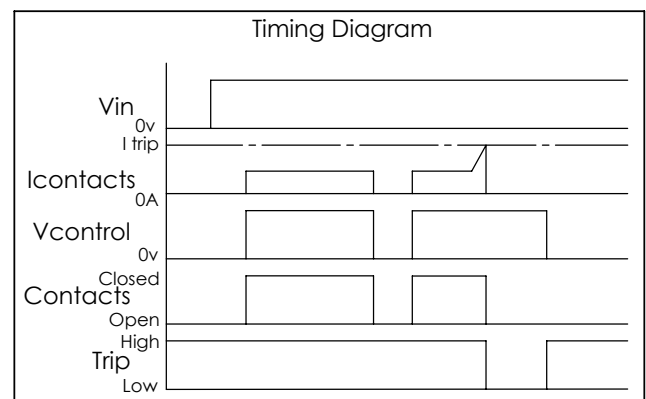 Timing Diagram
Vin
0v
I trip
Icontacts
0A
Vcontrol
0v
Closed
Contacts
Open
High
Trip
Low